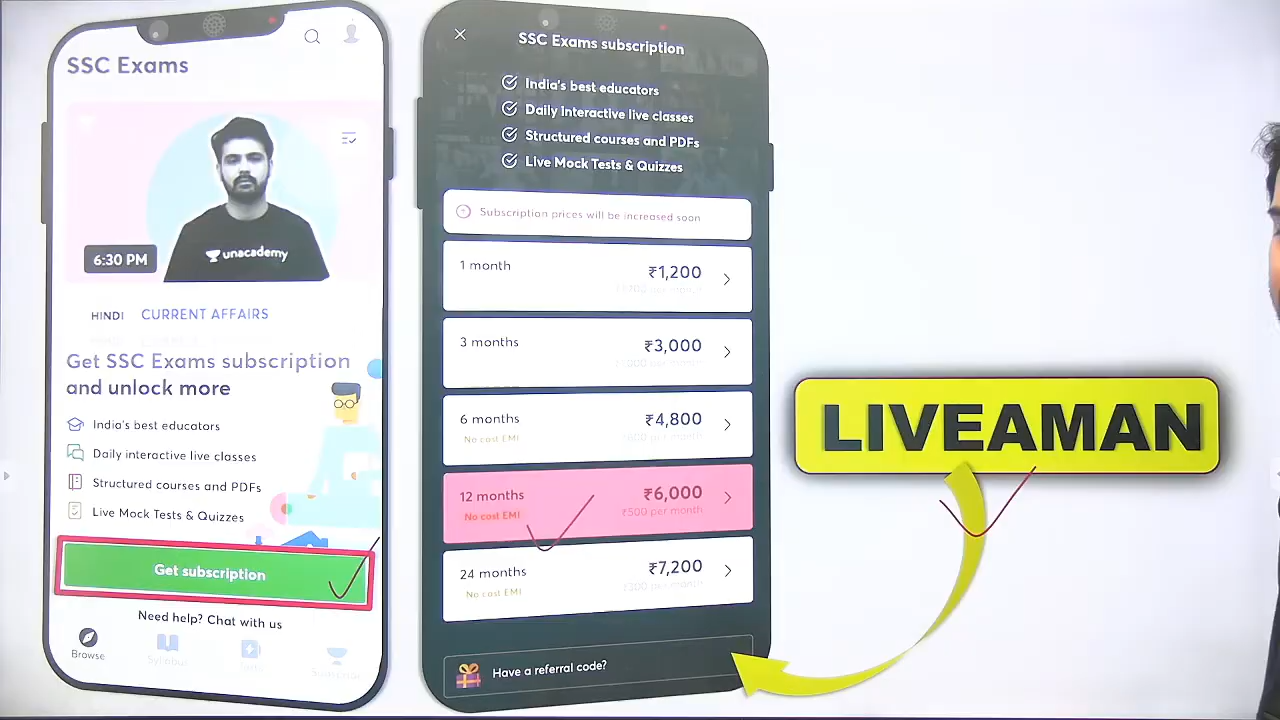 SSC Exams
unacademy
6:30 PM
HINDI CURRENT AFFAIRS
Get SSC Exams subscription
and unlock more
India's best educators
Daily interactive live classes
Structured courses and PDFs
Live Mock Tests & Quizzes
Get subscription
Need help? Chat with us
Browse
Syllabus
SSC Exams subscription
India's best educators
Daily interactive live classes
Structured courses and PDFs
Live Mock Tests & Quizzes
Subscription prices will be increased soon
1 month ₹1,200
3 months ₹3,000
6 months ₹4,800
No cost EMI
12 months ₹6,000
No cost EMI ₹500 per month
24 months ₹7,200
No cost EMI ₹300 per month
Have a referral code?
LIVEAMAN